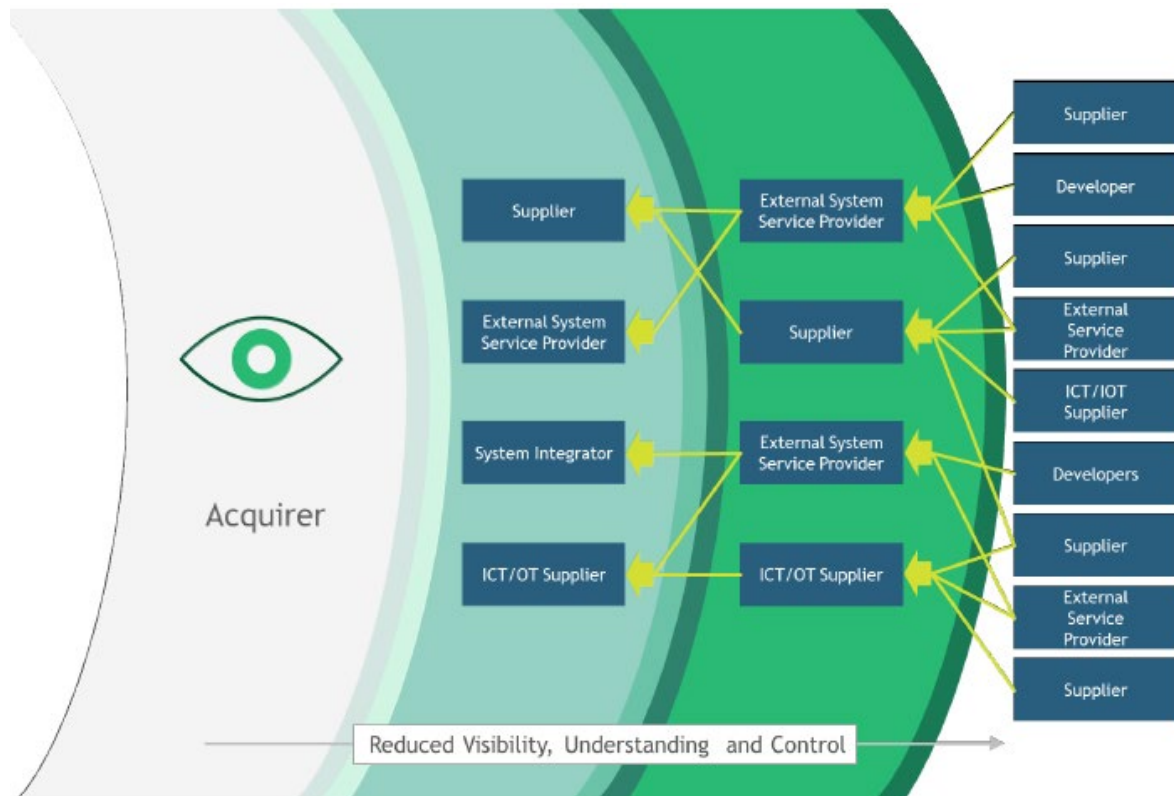 Acquirer
Supplier
External System
Service Provider
System Integrator
ICT/OT Supplier
External System
Service Provider
Supplier
External System
Service Provider
ICT/OT Supplier
Supplier
Developer
Supplier
External
Service
Provider
ICT/IOT
Supplier
Developers
Supplier
External
Service
Provider
Supplier
Reduced Visibility, Understanding and Control